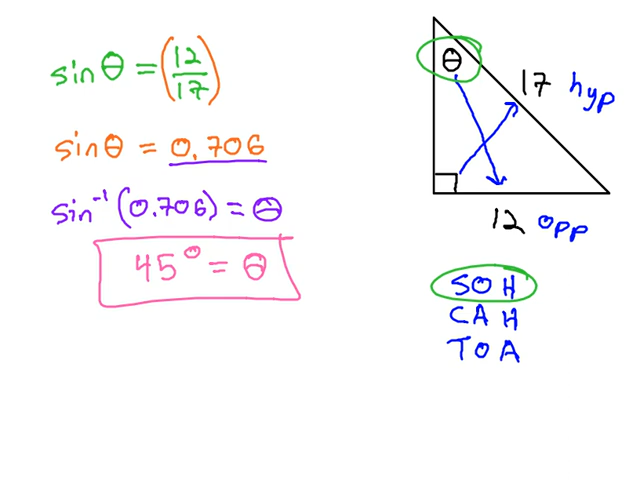 sin θ = (12/17)
sin θ = 0.706
sin⁻¹(0.706) = θ
45° = θ
θ
17 hyp
12 opp
SOH
CAH
TOA